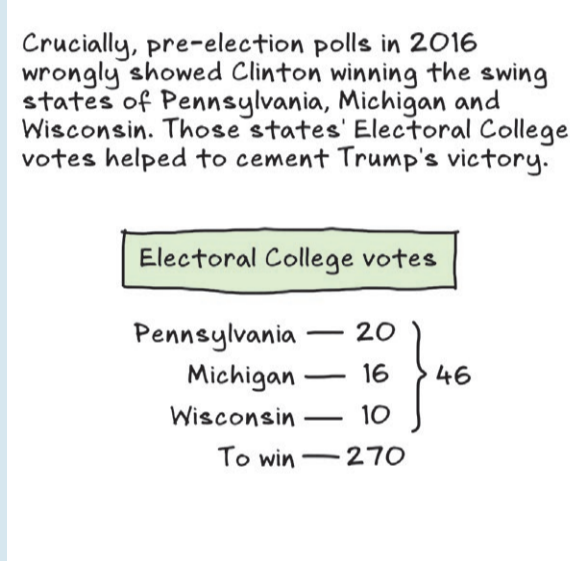 Crucially, pre-election polls in 2016
wrongly showed Clinton winning the swing
states of Pennsylvania, Michigan and
Wisconsin. Those states' Electoral College
votes helped to cement Trump's victory.
Electoral College votes
Pennsylvania — 20
Michigan — 16 } 46
Wisconsin — 10
To win — 270